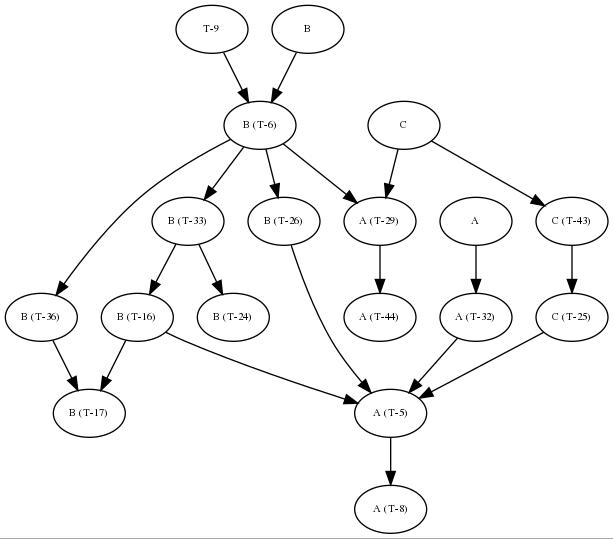 T-9
B
B (T-6)
C
B (T-33)
B (T-26)
A (T-29)
A
C (T-43)
B (T-36)
B (T-16)
B (T-24)
A (T-44)
A (T-32)
C (T-25)
B (T-17)
A (T-5)
A (T-8)